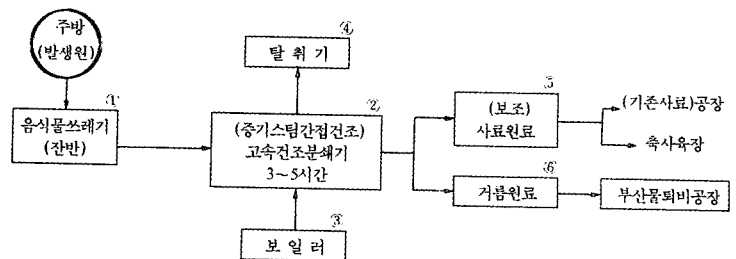 주방
(발생원)
④
탈 취 기
①
음식물쓰레기
(잔반)
②
(증기스팀간접건조)
고속건조분쇄기
3~5시간
③
보 일 러
⑤
(보조)
사료원료
(기존사료)공장
축사육장
⑥
거름원료
부산물퇴비공장